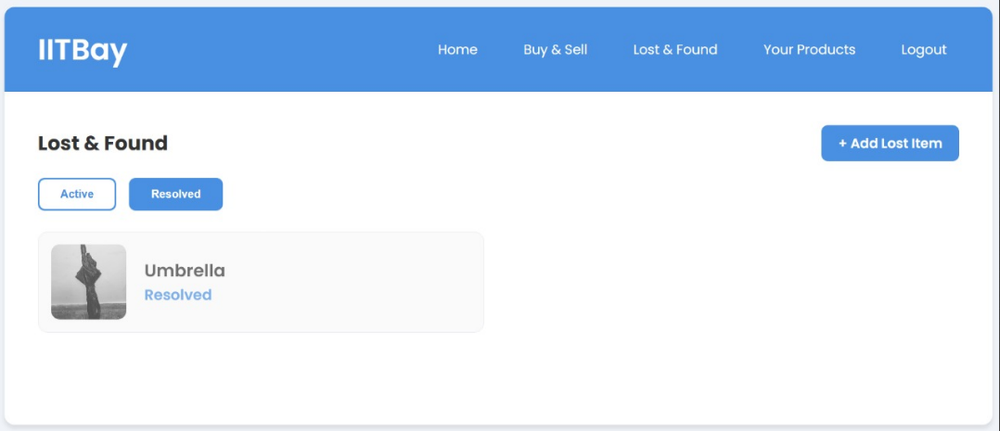 IITBay
Home Buy & Sell Lost & Found Your Products Logout
Lost & Found
+ Add Lost Item
Active Resolved
Umbrella
Resolved